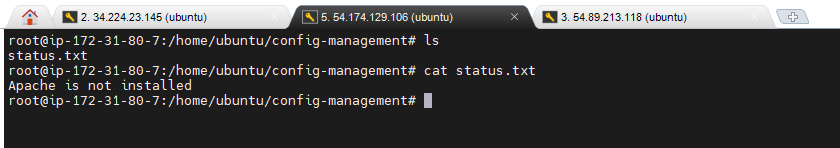 2. 34.224.23.145 (ubuntu)
5. 54.174.129.106 (ubuntu)
3. 54.89.213.118 (ubuntu)
root@ip-172-31-80-7:/home/ubuntu/config-management# ls
status.txt
root@ip-172-31-80-7:/home/ubuntu/config-management# cat status.txt
Apache is not installed
root@ip-172-31-80-7:/home/ubuntu/config-management#